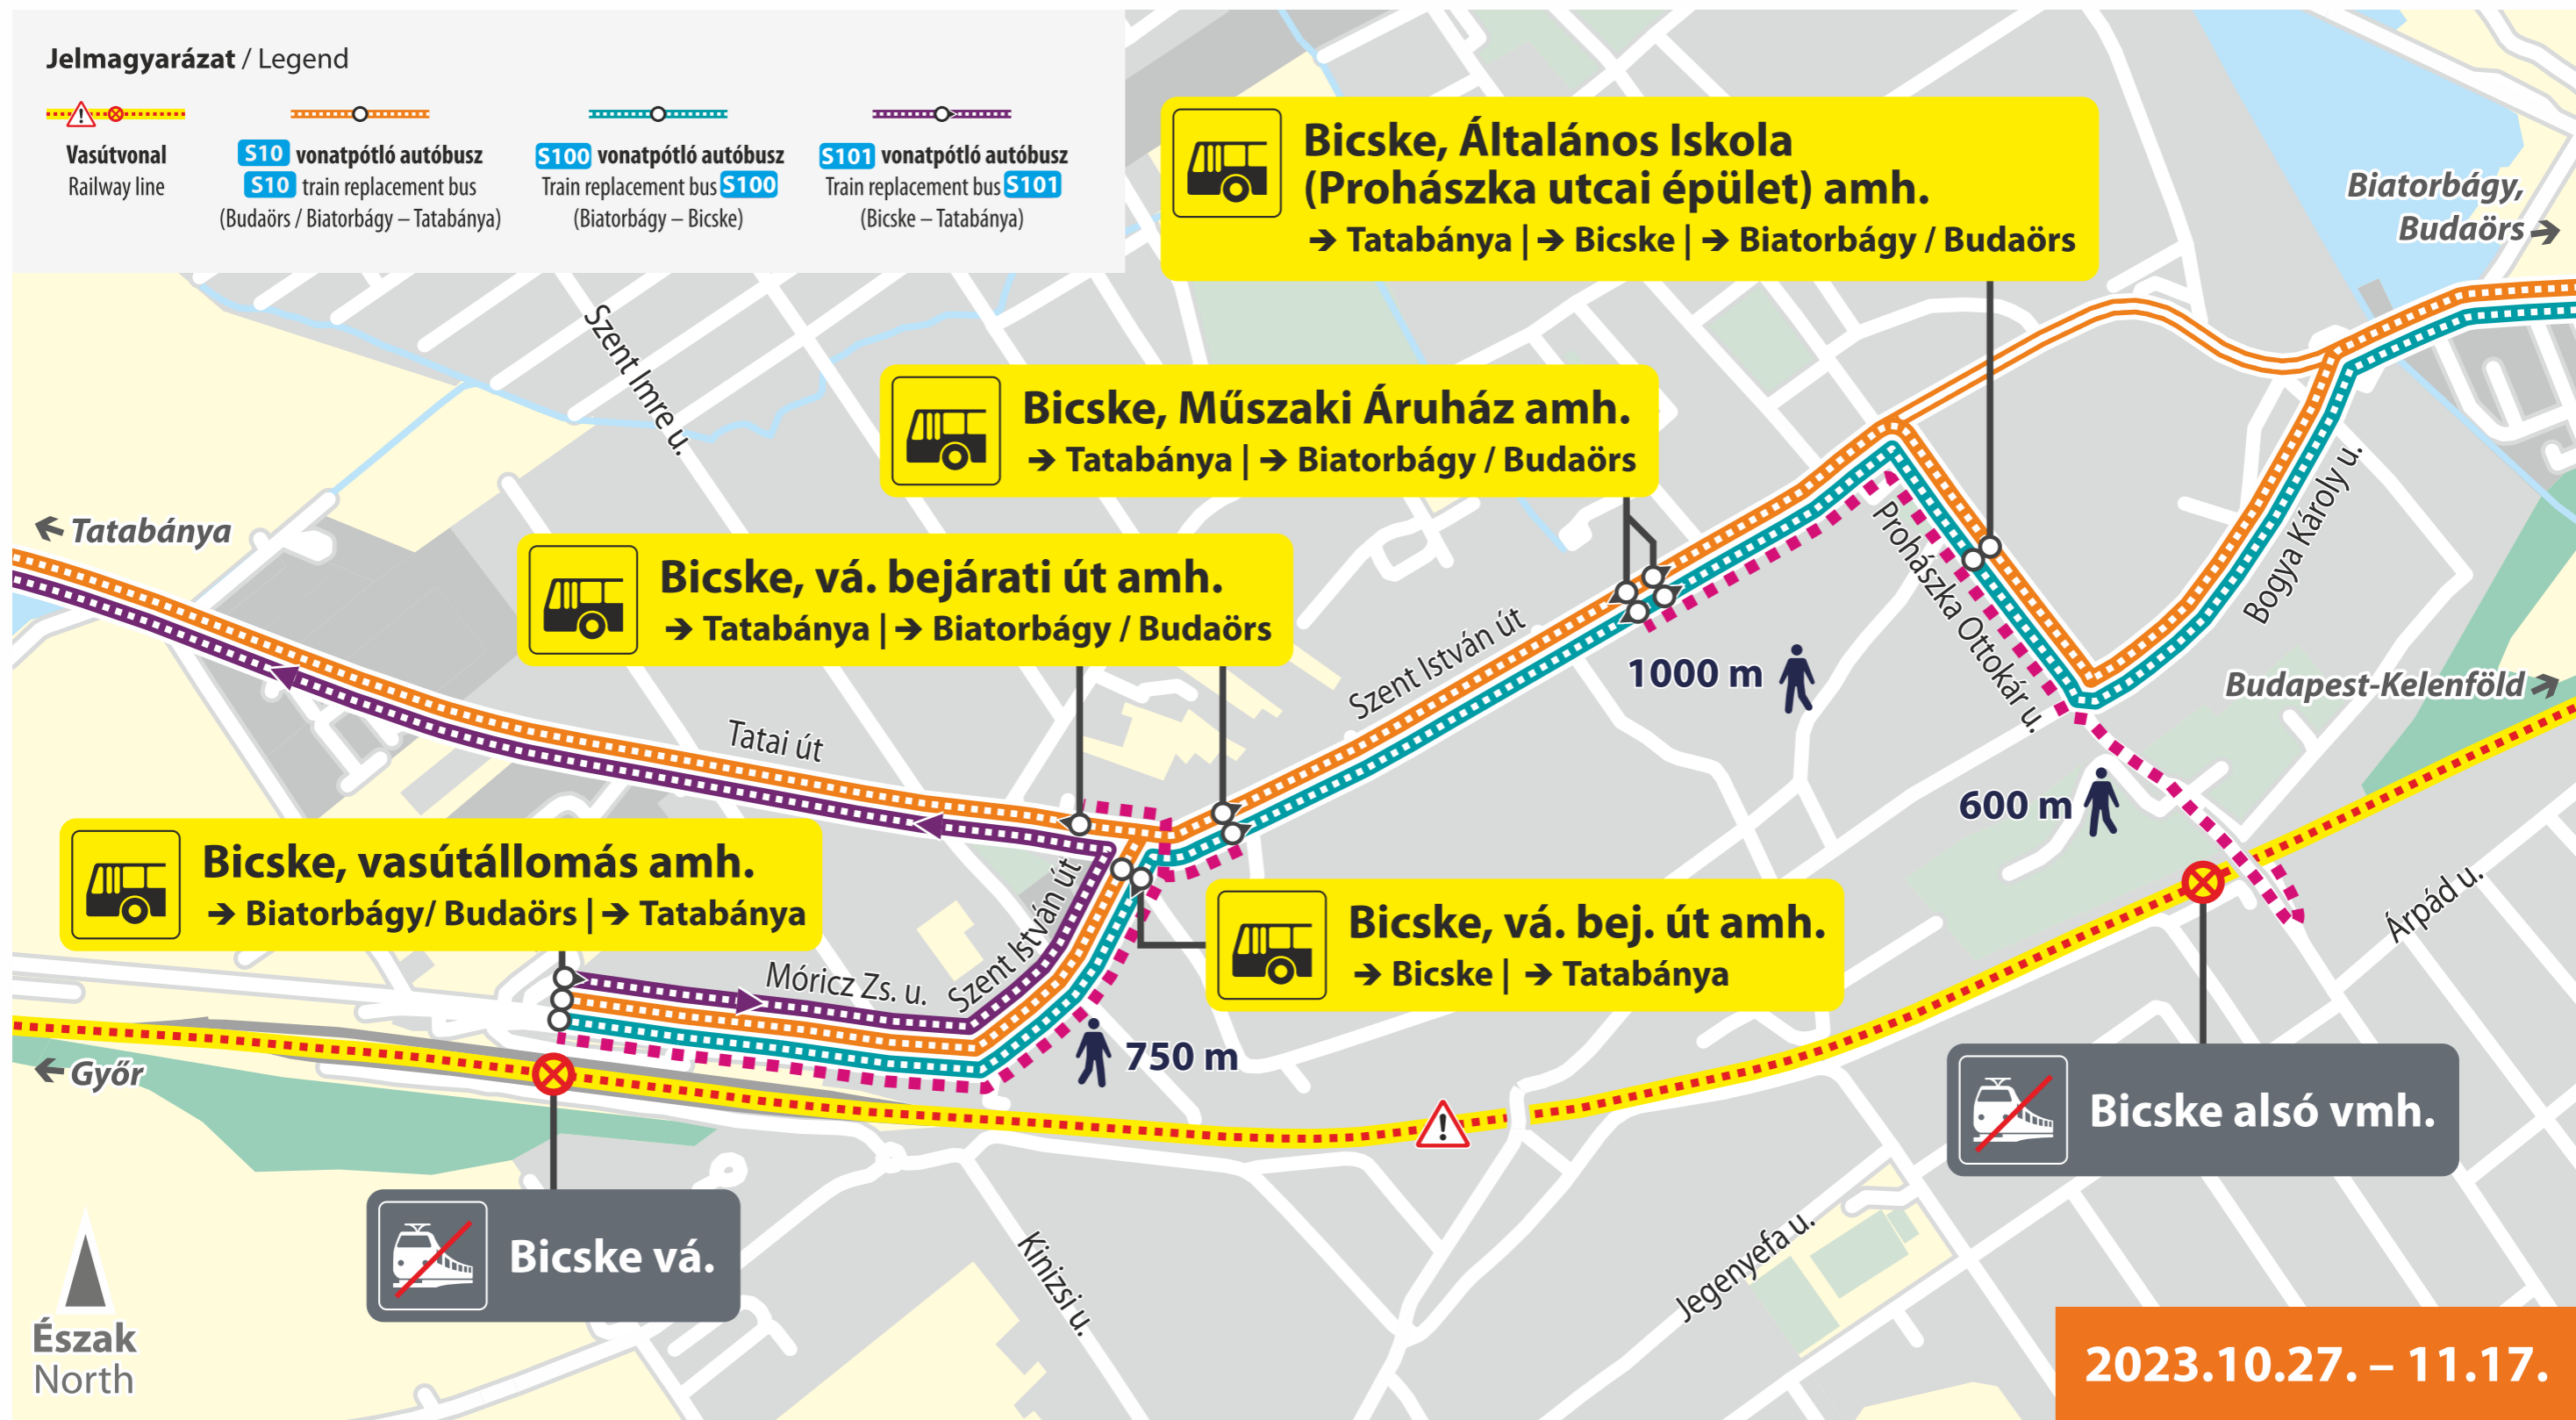 Jelmagyarázat / Legend
Vasútvonal
Railway line
S10 vonatpótló autóbusz
S10 train replacement bus
(Budaörs / Biatorbágy – Tatabánya)
S100 vonatpótló autóbusz
Train replacement bus S100
(Biatorbágy – Bicske)
S101 vonatpótló autóbusz
Train replacement bus S101
(Bicske – Tatabánya)
Bicske, Általános Iskola
(Prohászka utcai épület) amh.
➔ Tatabánya | ➔ Bicske | ➔ Biatorbágy / Budaörs
Biatorbágy,
Budaörs →
Szent Imre u.
Bicske, Műszaki Áruház amh.
➔ Tatabánya | ➔ Biatorbágy / Budaörs
← Tatabánya
Bicske, vá. bejárati út amh.
➔ Tatabánya | ➔ Biatorbágy / Budaörs
Prohászka Ottokár u.
Bogya Károly u.
Szent István út
1000 m
Budapest-Kelenföld →
Tatai út
600 m
Bicske, vasútállomás amh.
➔ Biatorbágy/ Budaörs | ➔ Tatabánya
Szent István út
Móricz Zs. u.
Bicske, vá. bej. út amh.
➔ Bicske | ➔ Tatabánya
Árpád u.
← Győr
750 m
Bicske alsó vmh.
Bicske vá.
Kinizsi u.
Jegenyefa u.
Észak
North
2023.10.27. – 11.17.